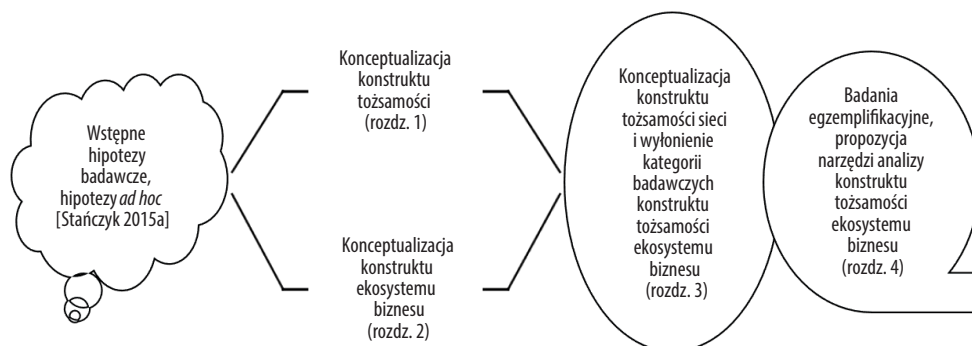 Wstępne
hipotezy
badawcze,
hipotezy ad hoc
[Stańczyk 2015a]
Konceptualizacja
konstruktu
tożsamości
(rozdz. 1)
Konceptualizacja
konstruktu
ekosystemu
biznesu
(rozdz. 2)
Konceptualizacja
konstruktu
tożsamości sieci
i wyłonienie
kategorii
badawczych
konstruktu
tożsamości
ekosystemu
biznesu
(rozdz. 3)
Badania
egzemplifikacyjne,
propozycja
narzędzi analizy
konstruktu
tożsamości
ekosystemu
biznesu
(rozdz. 4)